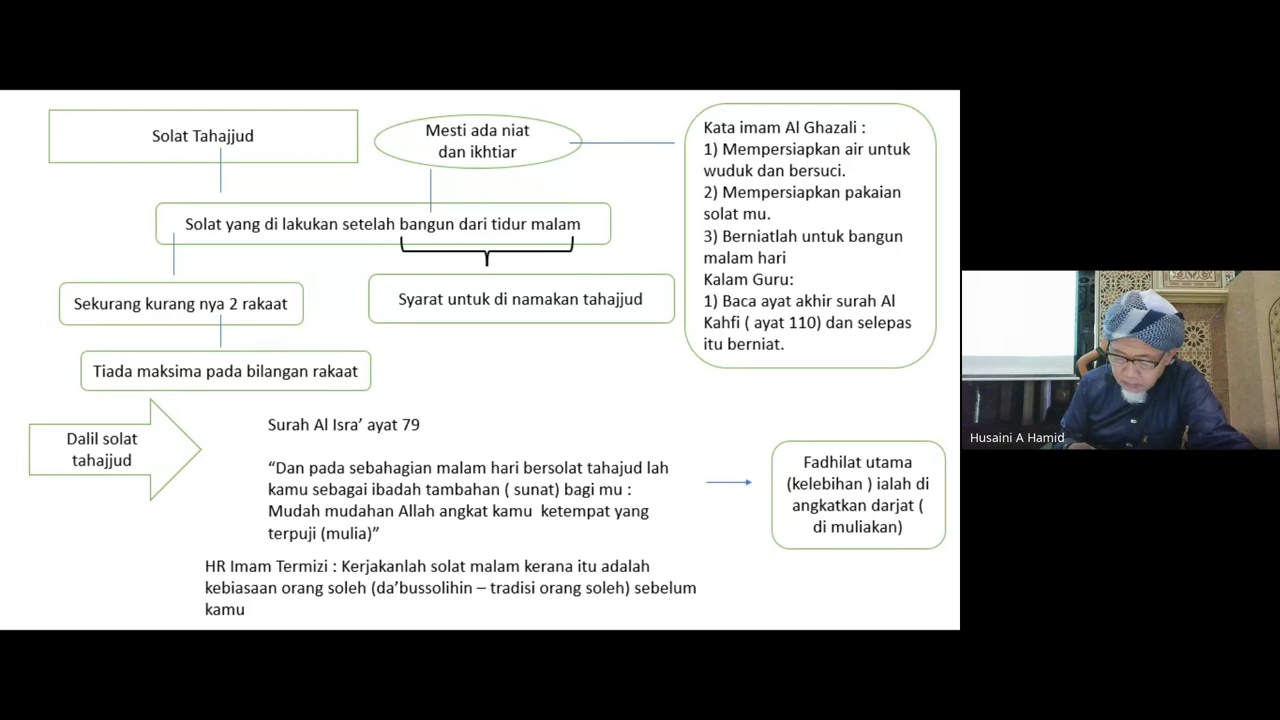 Solat Tahajjud
Mesti ada niat
dan ikhtiar
Solat yang di lakukan setelah bangun dari tidur malam
Sekurang kurang nya 2 rakaat
Syarat untuk di namakan tahajjud
Tiada maksima pada bilangan rakaat
Kata imam Al Ghazali :
1) Mempersiapkan air untuk
wuduk dan bersuci.
2) Mempersiapkan pakaian
solat mu.
3) Berniatlah untuk bangun
malam hari
Kalam Guru:
1) Baca ayat akhir surah Al
Kahfi ( ayat 110) dan selepas
itu berniat.
Dalil solat
tahajjud
Surah Al Isra’ ayat 79
“Dan pada sebahagian malam hari bersolat tahajud lah
kamu sebagai ibadah tambahan ( sunat) bagi mu :
Mudah mudahan Allah angkat kamu  ketempat yang
terpuji (mulia)”
Fadhilat utama
(kelebihan ) ialah di
angkatkan darjat (
di muliakan)
HR Imam Termizi : Kerjakanlah solat malam kerana itu adalah
kebiasaan orang soleh (da’bussolihin – tradisi orang soleh) sebelum
kamu
Husaini A Hamid